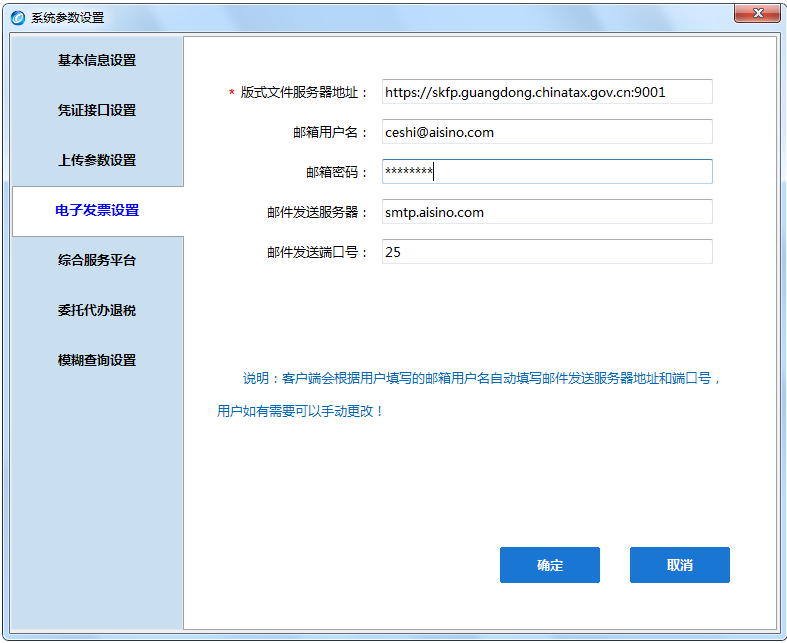 系统参数设置
基本信息设置
凭证接口设置
上传参数设置
电子发票设置
综合服务平台
委托代办退税
模糊查询设置
* 版式文件服务器地址： https://skfp.guangdong.chinatax.gov.cn:9001
邮箱用户名： ceshi@aisino.com
邮箱密码： ********
邮件发送服务器： smtp.aisino.com
邮件发送端口号： 25
说明：客户端会根据用户填写的邮箱用户名自动填写邮件发送服务器地址和端口号，
用户如有需要可以手动更改！
确定 取消